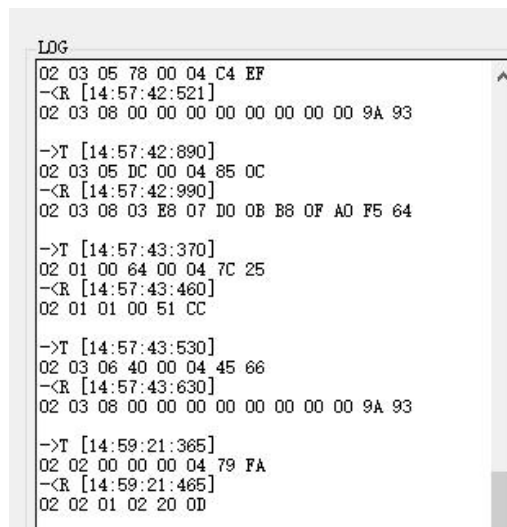 LOG
02 03 05 78 00 04 C4 EF
-<R [14:57:42:521]
02 03 08 00 00 00 00 00 00 00 00 9A 93
->T [14:57:42:890]
02 03 05 DC 00 04 85 0C
-<R [14:57:42:990]
02 03 08 03 E8 07 D0 0B B8 0F A0 F5 64
->T [14:57:43:370]
02 01 00 64 00 04 7C 25
-<R [14:57:43:460]
02 01 01 00 51 CC
->T [14:57:43:530]
02 03 06 40 00 04 45 66
-<R [14:57:43:630]
02 03 08 00 00 00 00 00 00 00 00 9A 93
->T [14:59:21:365]
02 02 00 00 00 04 79 FA
-<R [14:59:21:465]
02 02 01 02 20 0D